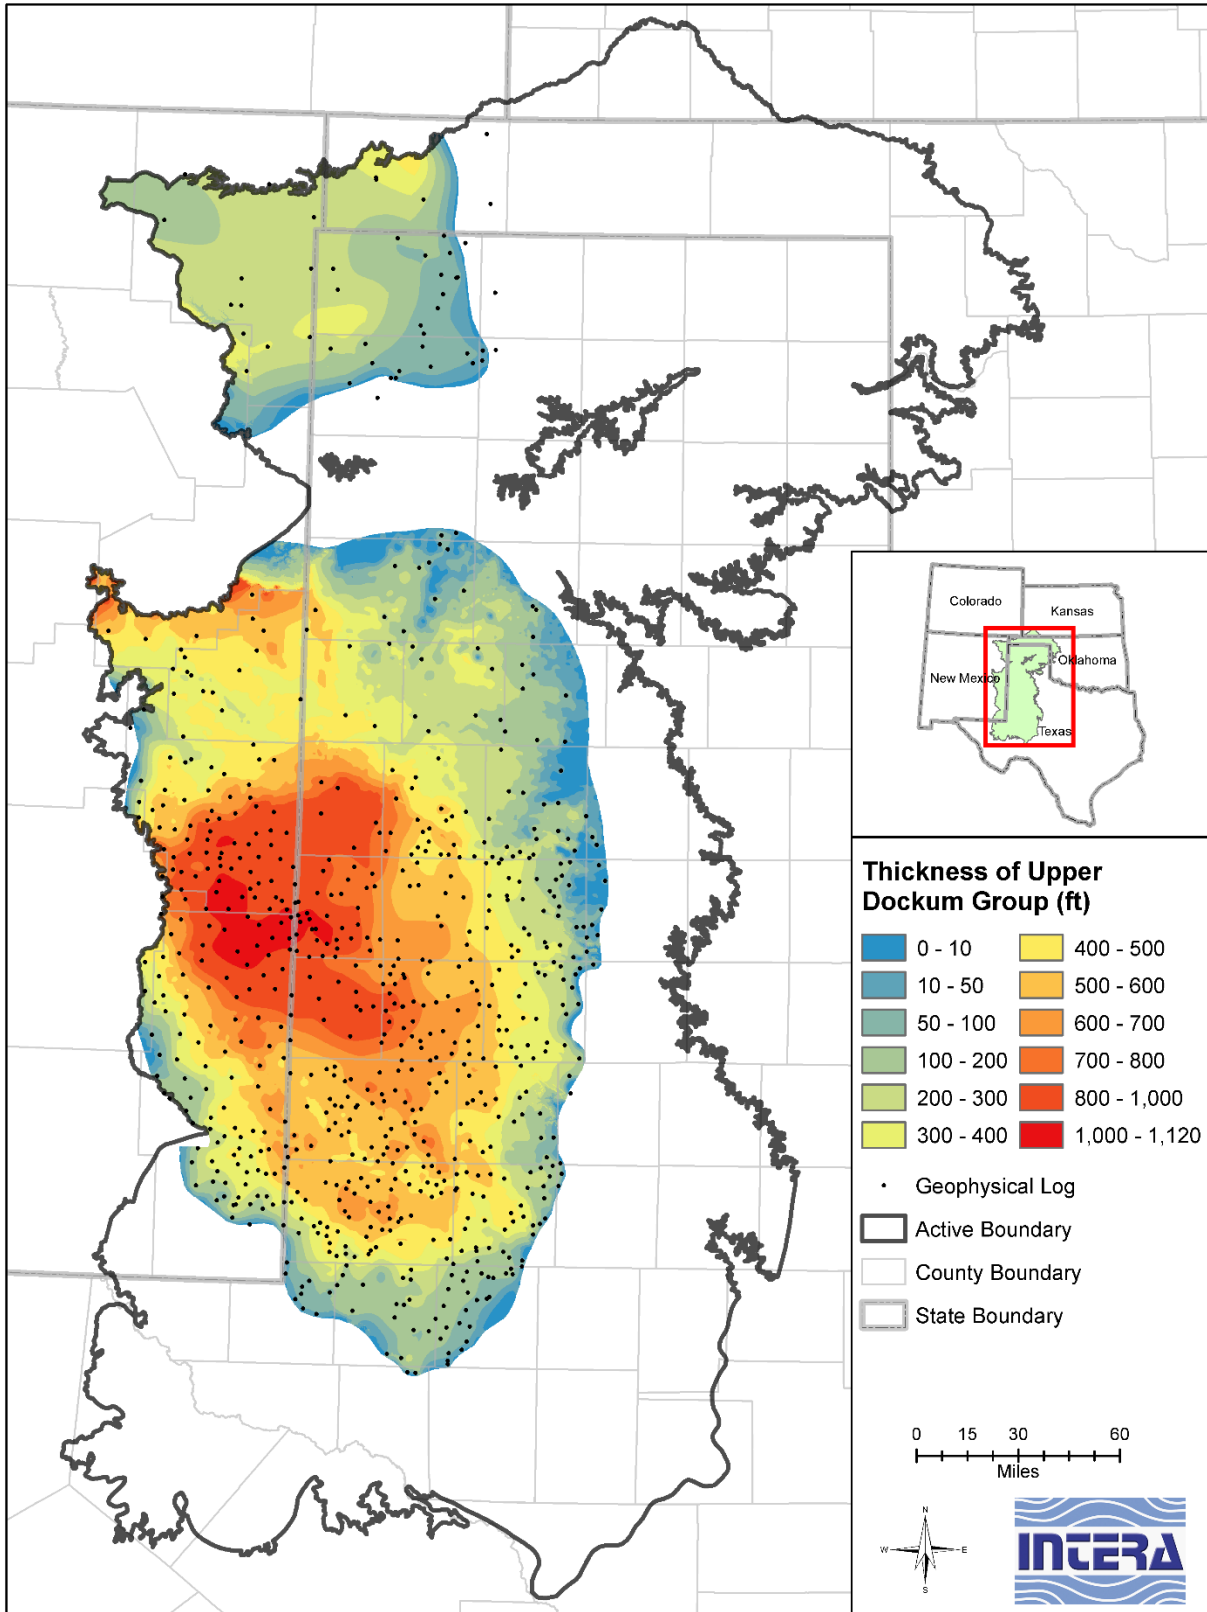 Colorado
Kansas
Oklahoma
New Mexico
Texas
Thickness of Upper
Dockum Group (ft)
0 - 10
10 - 50
50 - 100
100 - 200
200 - 300
300 - 400
400 - 500
500 - 600
600 - 700
700 - 800
800 - 1,000
1,000 - 1,120
Geophysical Log
Active Boundary
County Boundary
State Boundary
0 15 30 60
Miles
N
W E
S
INTERA